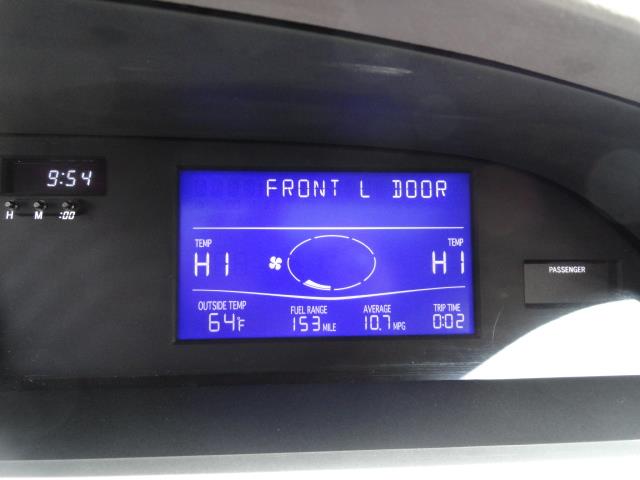 9:54
H M :00
FRONT L DOOR
TEMP TEMP
HI HI
PASSENGER
OUTSIDE TEMP FUEL RANGE AVERAGE TRIP TIME
64°F 153 MILE 10.7 MPG 0:02